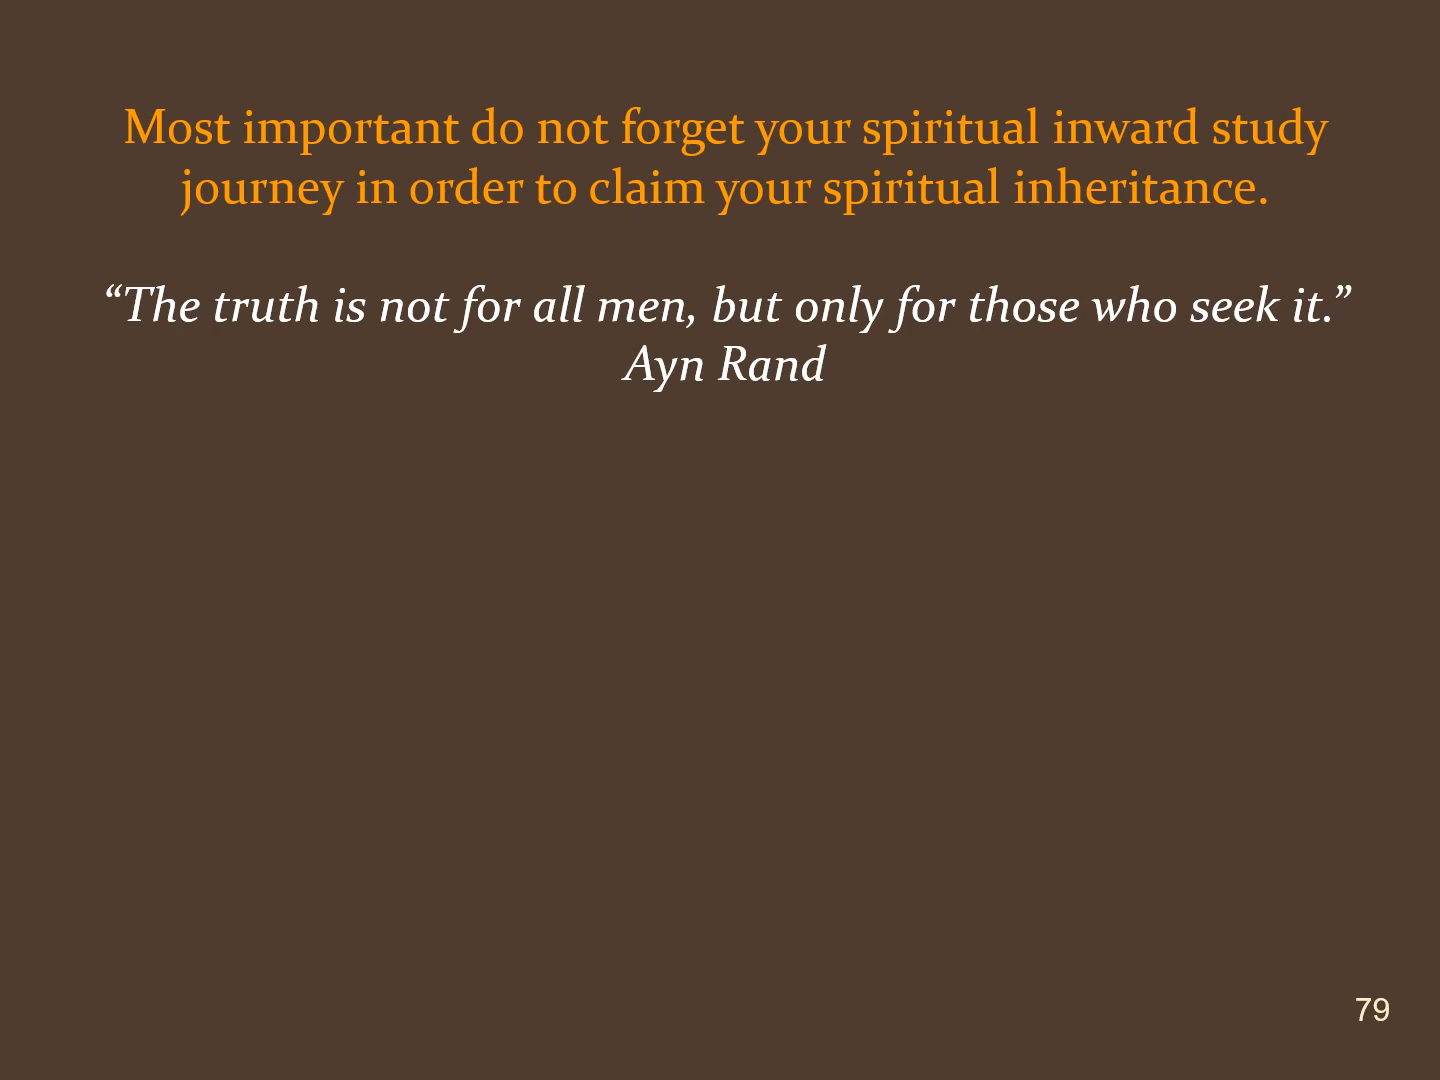 Most important do not forget your spiritual inward study
journey in order to claim your spiritual inheritance.
“The truth is not for all men, but only for those who seek it.”
Ayn Rand
79